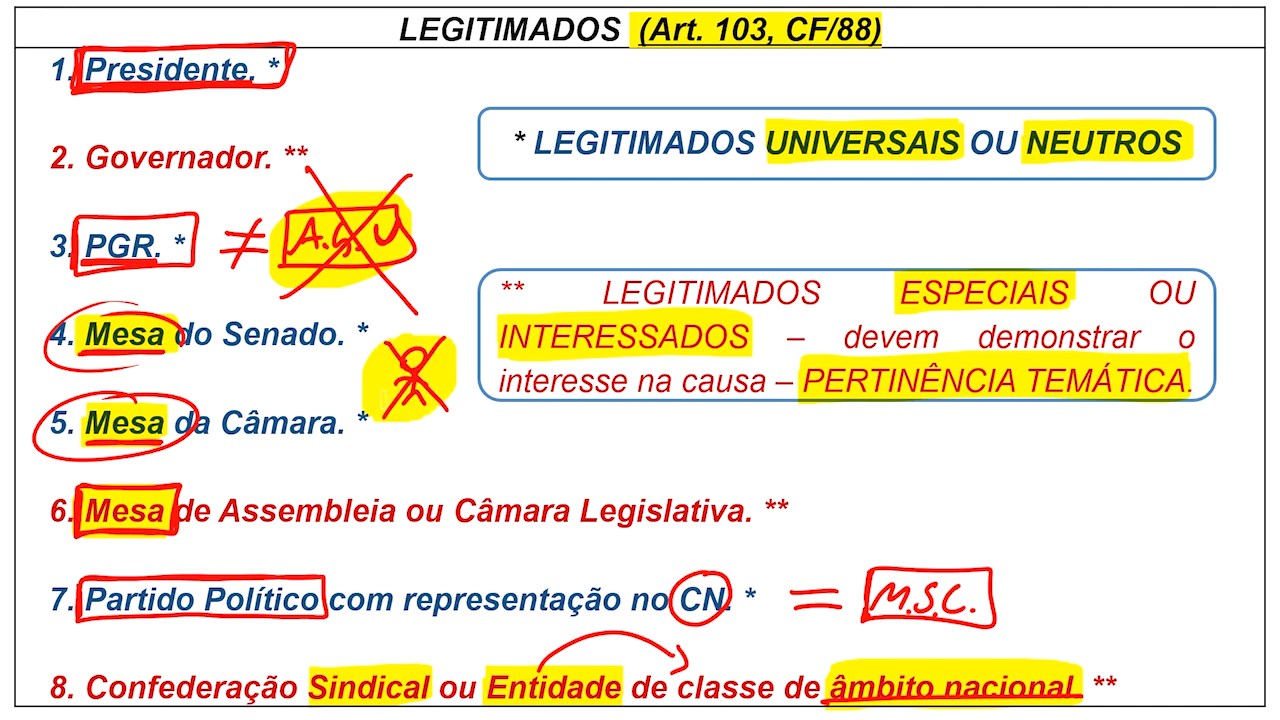 LEGITIMADOS (Art. 103, CF/88)
1. Presidente. *
* LEGITIMADOS UNIVERSAIS OU NEUTROS
2. Governador. **
3. PGR. * ≠ A.G.U
** LEGITIMADOS ESPECIAIS OU
INTERESSADOS – devem demonstrar o
interesse na causa – PERTINÊNCIA TEMÁTICA.
4. Mesa do Senado. *
5. Mesa da Câmara. *
6. Mesa de Assembleia ou Câmara Legislativa. **
7. Partido Político com representação no CN. * = M.S.C.
8. Confederação Sindical ou Entidade de classe de âmbito nacional **